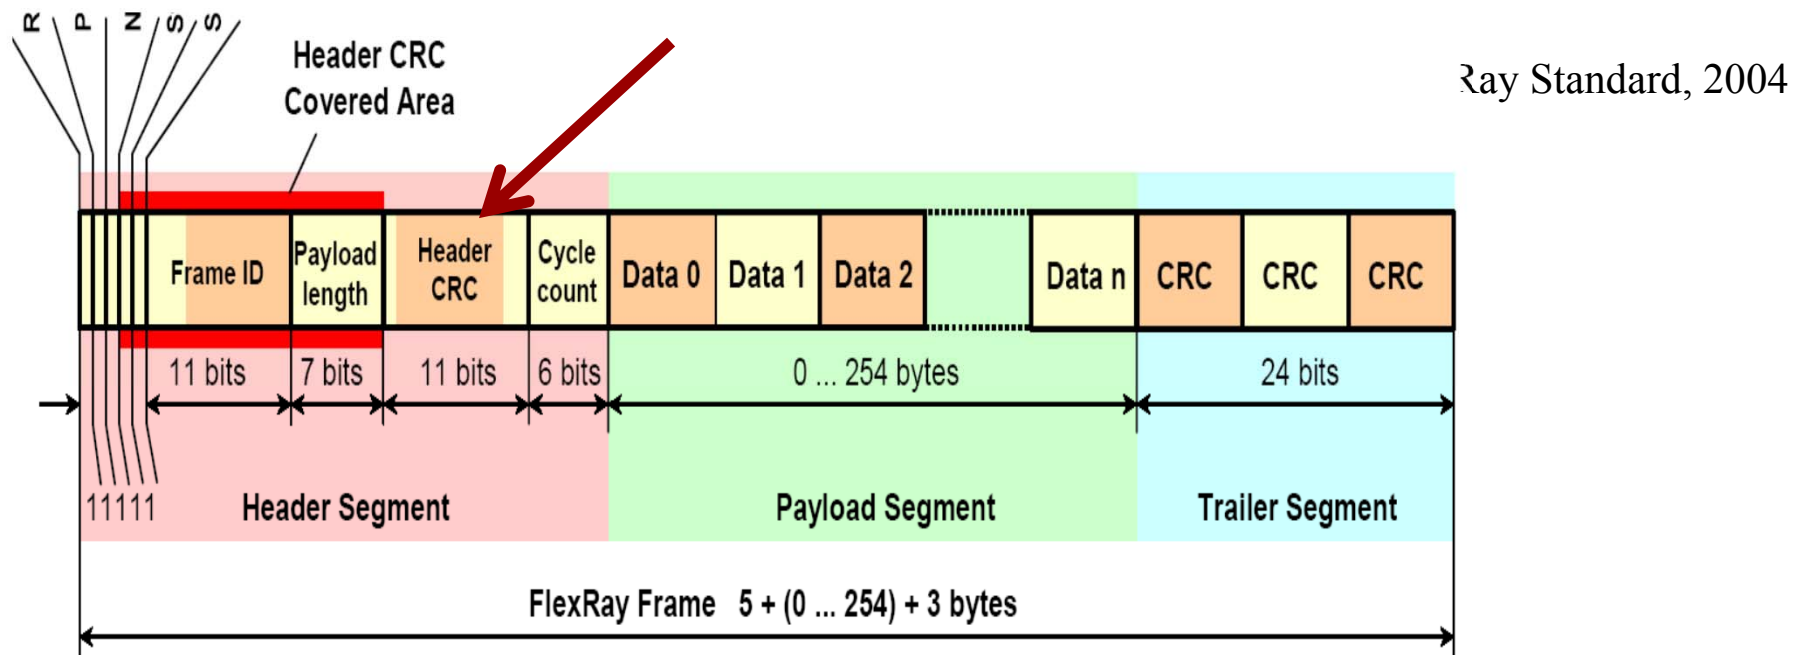 R P N S S
Header CRC
Covered Area
Ray Standard, 2004
Frame ID
Payload
length
Header
CRC
Cycle
count
Data 0
Data 1
Data 2
Data n
CRC
CRC
CRC
11 bits
7 bits
11 bits
6 bits
0 ... 254 bytes
24 bits
11111
Header Segment
Payload Segment
Trailer Segment
FlexRay Frame 5 + (0 ... 254) + 3 bytes